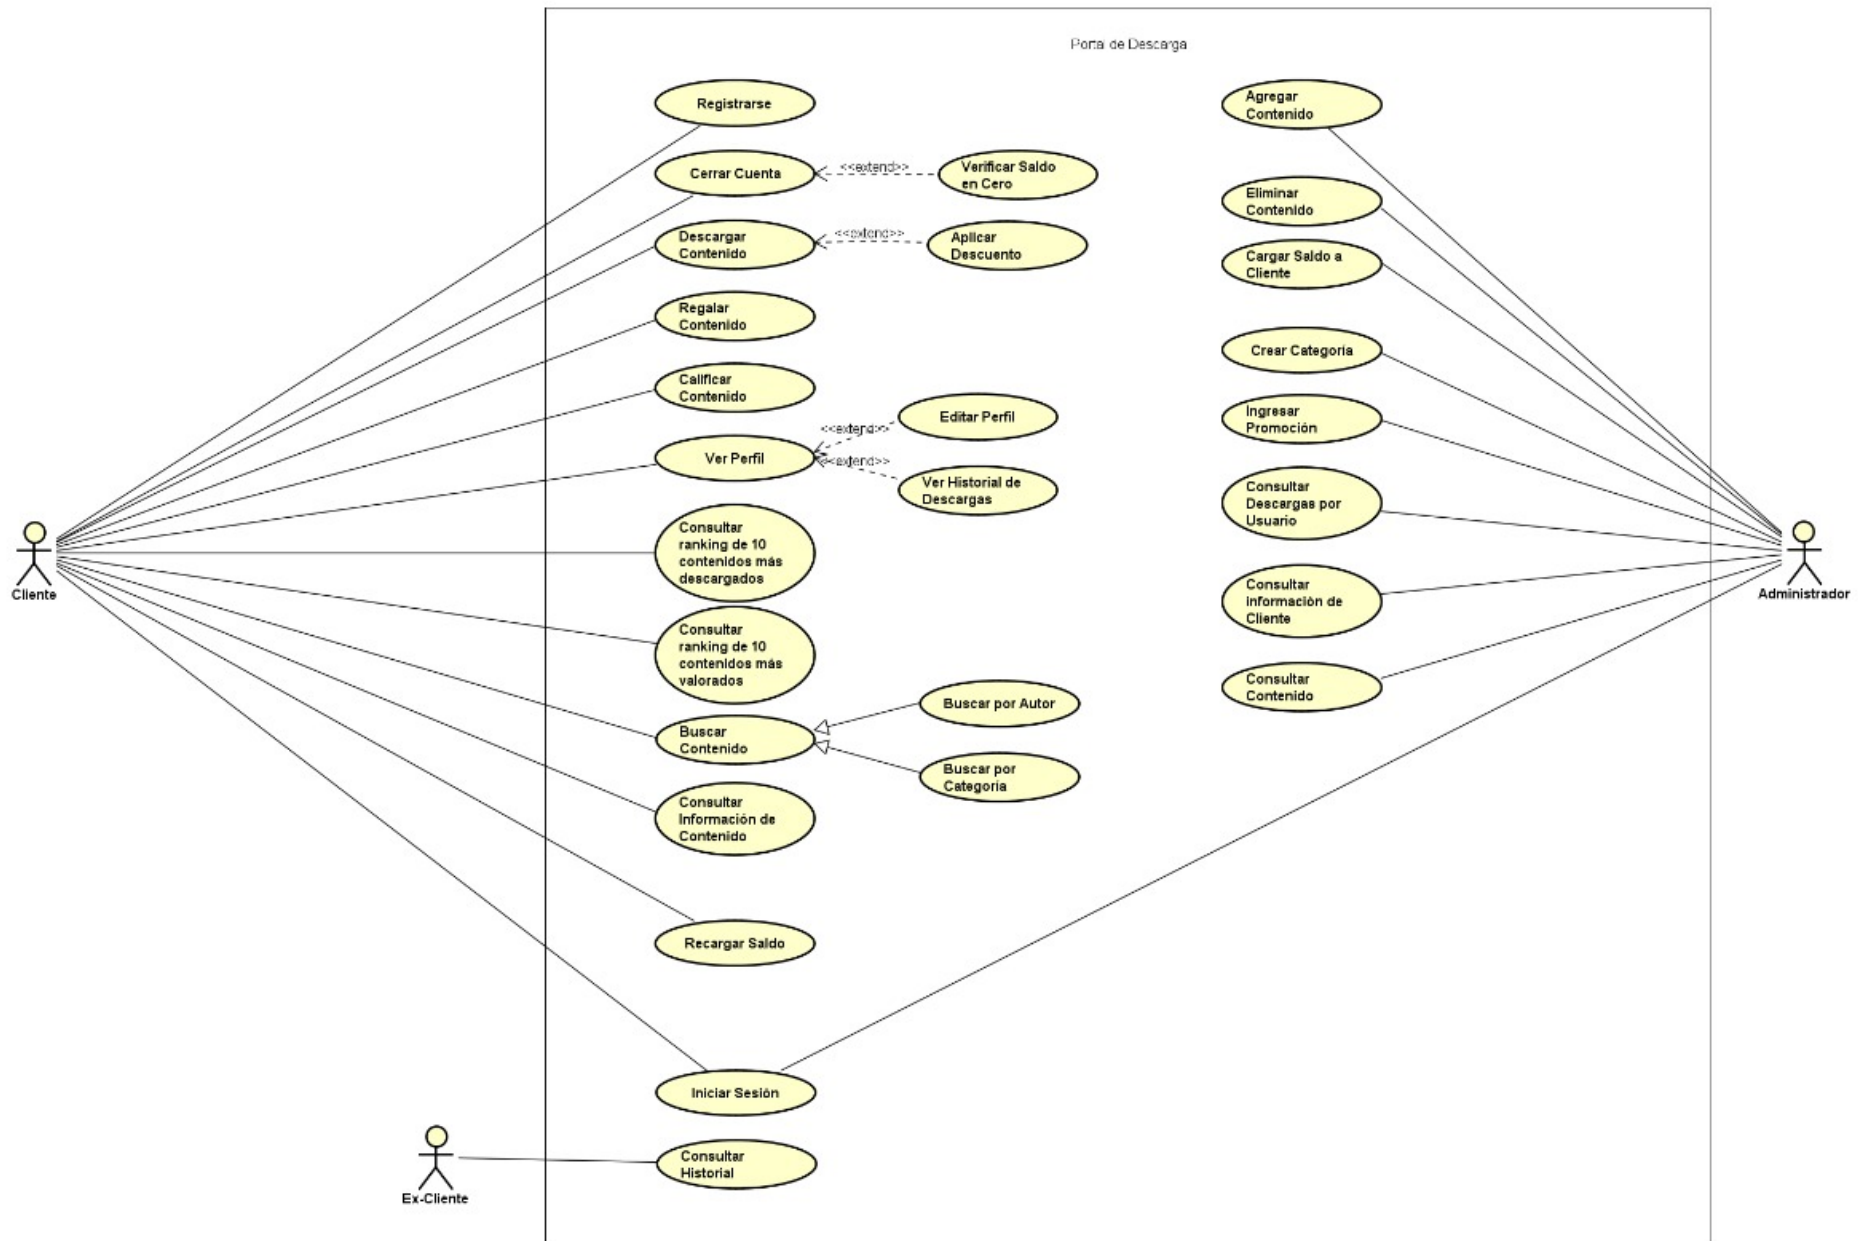 Portal de Descarga
Registrarse
Agregar
Contenido
Cerrar Cuenta
<<extend>>
Verificar Saldo
en Cero
Eliminar
Contenido
Descargar
Contenido
<<extend>>
Aplicar
Descuento
Cargar Saldo a
Cliente
Regalar
Contenido
Crear Categoría
Calificar
Contenido
Editar Perfil
Ingresar
Promoción
<<extend>>
Ver Perfil
<<extend>>
Ver Historial de
Descargas
Consultar
Descargas por
Usuario
Consultar
ranking de 10
contenidos más
descargados
Cliente
Consultar
información de
Cliente
Administrador
Consultar
ranking de 10
contenidos más
valorados
Consultar
Contenido
Buscar por Autor
Buscar
Contenido
Buscar por
Categoría
Consultar
Información de
Contenido
Recargar Saldo
Iniciar Sesión
Consultar
Historial
Ex-Cliente